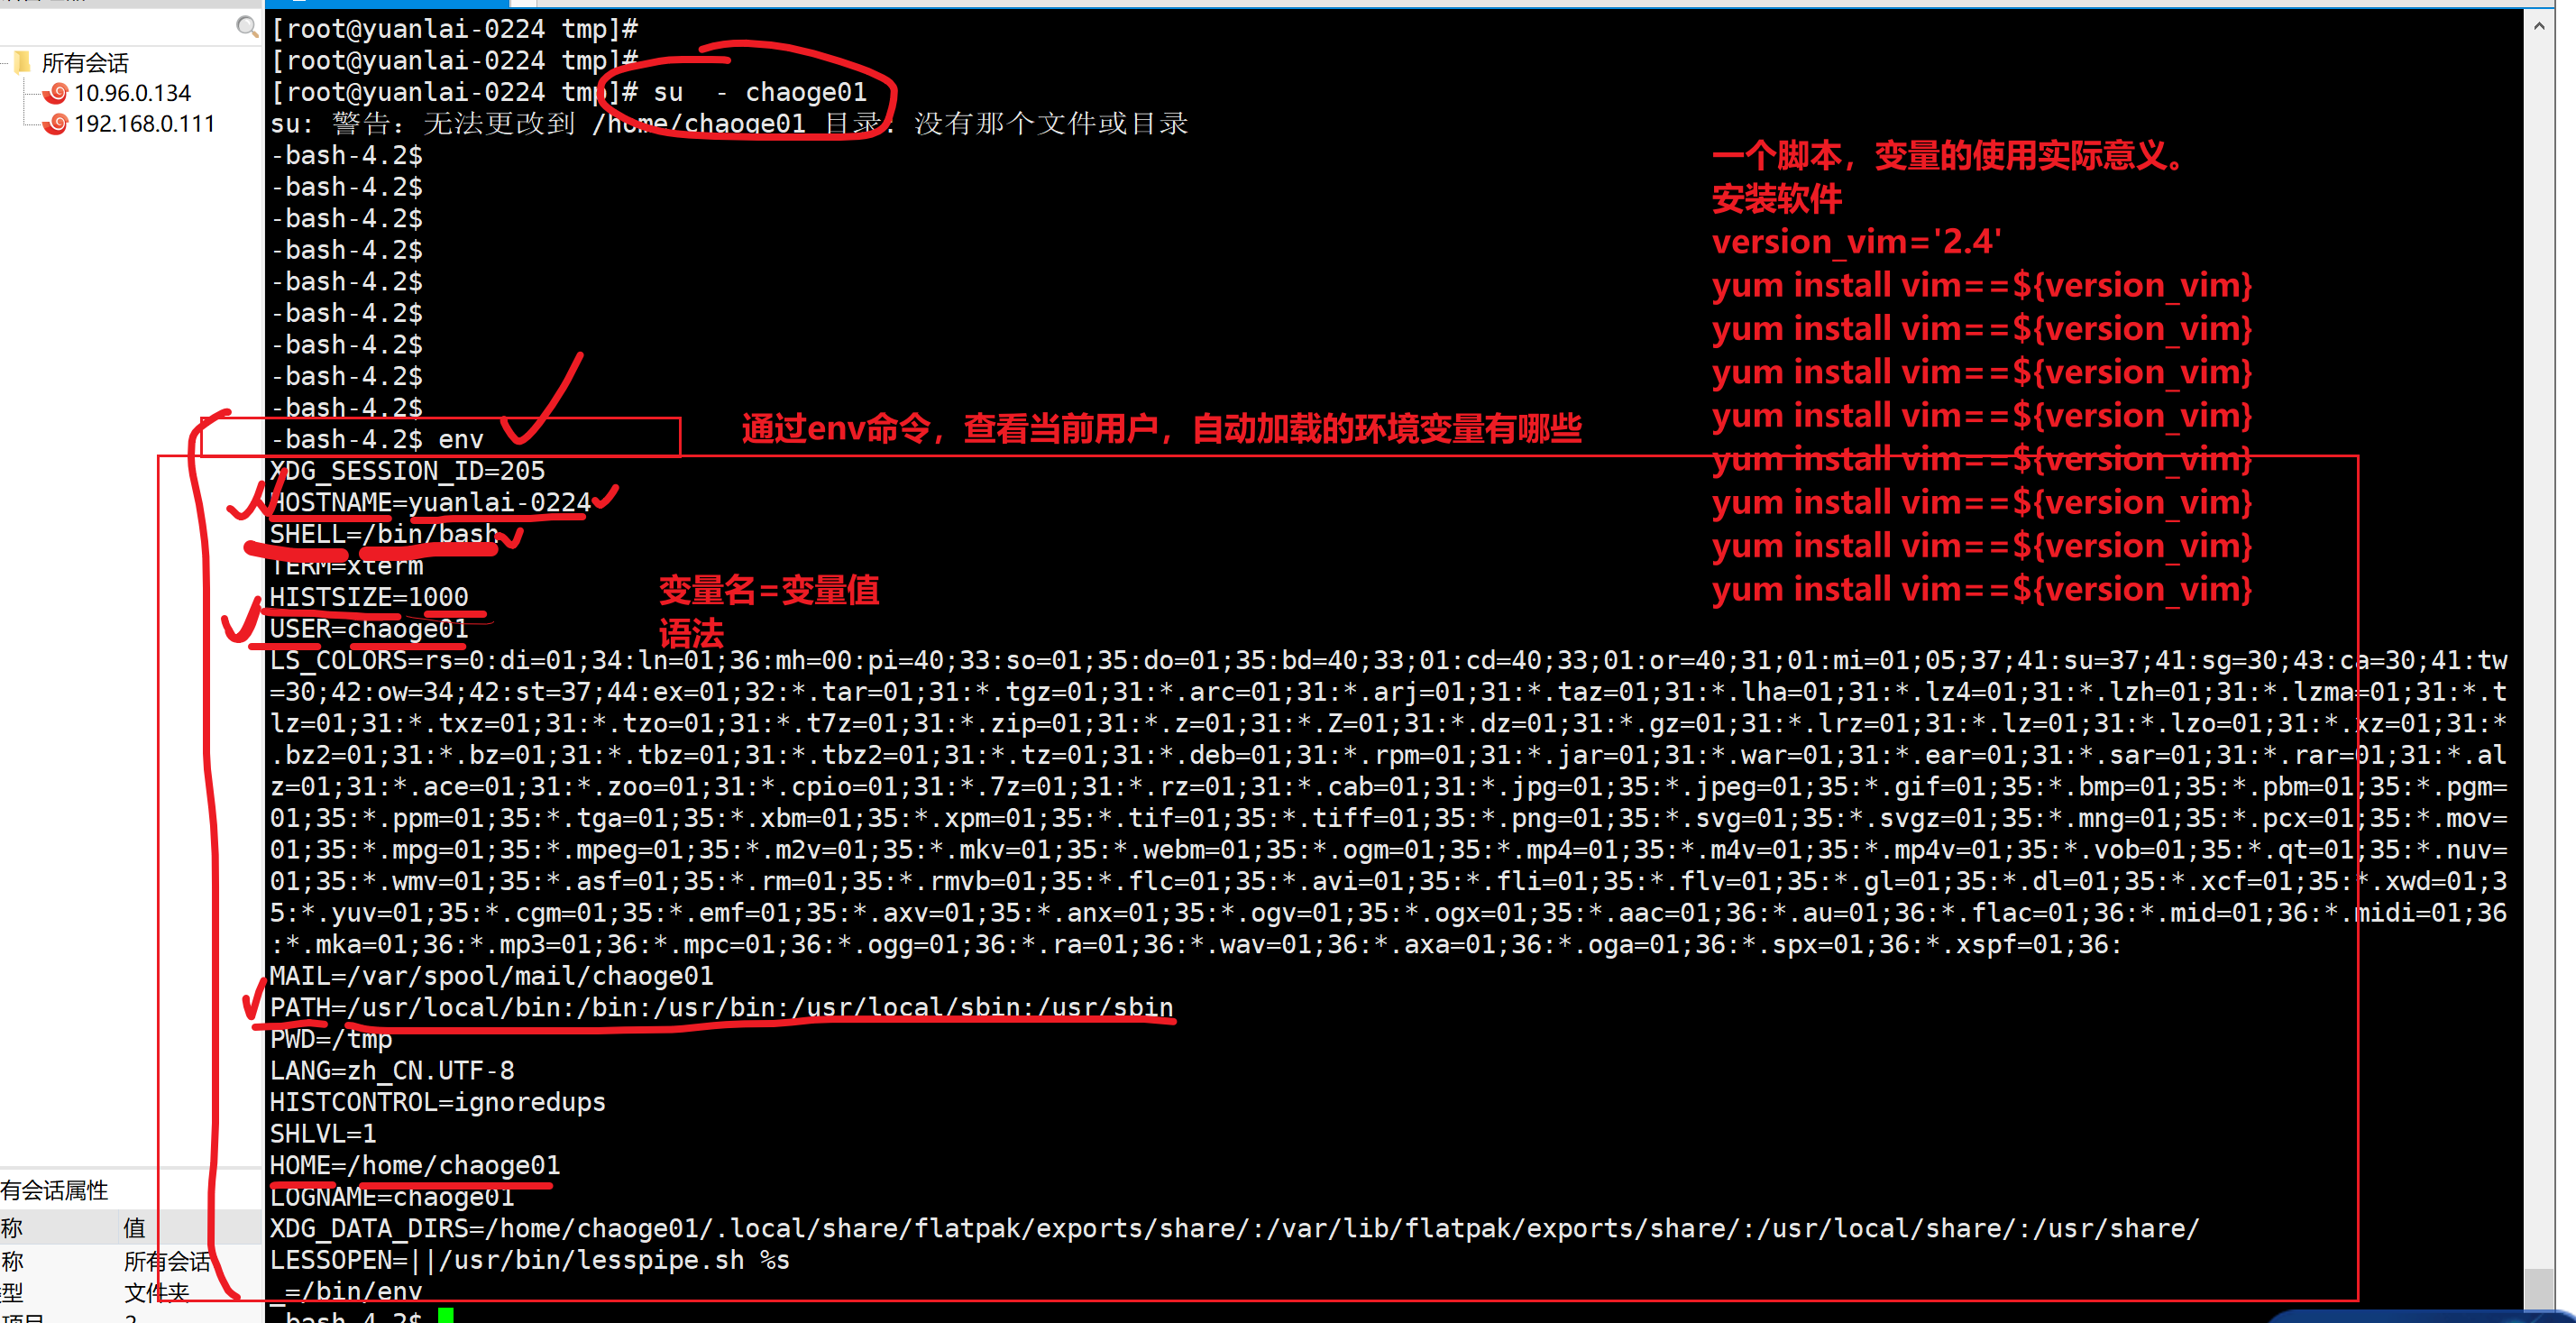 所有会话
10.96.0.134
192.168.0.111
[root@yuanlai-0224 tmp]#
[root@yuanlai-0224 tmp]#
[root@yuanlai-0224 tmp]# su  - chaoge01
su: 警告：无法更改到 /home/chaoge01 目录: 没有那个文件或目录
-bash-4.2$
-bash-4.2$
-bash-4.2$
-bash-4.2$
-bash-4.2$
-bash-4.2$
-bash-4.2$
-bash-4.2$
-bash-4.2$
-bash-4.2$ env
XDG_SESSION_ID=205
HOSTNAME=yuanlai-0224
SHELL=/bin/bash
TERM=xterm
HISTSIZE=1000
USER=chaoge01
LS_COLORS=rs=0:di=01;34:ln=01;36:mh=00:pi=40;33:so=01;35:do=01;35:bd=40;33;01:cd=40;33;01:or=40;31;01:mi=01;05;37;41:su=37;41:sg=30;43:ca=30;41:tw
=30;42:ow=34;42:st=37;44:ex=01;32:*.tar=01;31:*.tgz=01;31:*.arc=01;31:*.arj=01;31:*.taz=01;31:*.lha=01;31:*.lz4=01;31:*.lzh=01;31:*.lzma=01;31:*.t
lz=01;31:*.txz=01;31:*.tzo=01;31:*.t7z=01;31:*.zip=01;31:*.z=01;31:*.Z=01;31:*.dz=01;31:*.gz=01;31:*.lrz=01;31:*.lz=01;31:*.lzo=01;31:*.xz=01;31:*
.bz2=01;31:*.bz=01;31:*.tbz=01;31:*.tbz2=01;31:*.tz=01;31:*.deb=01;31:*.rpm=01;31:*.jar=01;31:*.war=01;31:*.ear=01;31:*.sar=01;31:*.rar=01;31:*.al
z=01;31:*.ace=01;31:*.zoo=01;31:*.cpio=01;31:*.7z=01;31:*.rz=01;31:*.cab=01;31:*.jpg=01;35:*.jpeg=01;35:*.gif=01;35:*.bmp=01;35:*.pbm=01;35:*.pgm=
01;35:*.ppm=01;35:*.tga=01;35:*.xbm=01;35:*.xpm=01;35:*.tif=01;35:*.tiff=01;35:*.png=01;35:*.svg=01;35:*.svgz=01;35:*.mng=01;35:*.pcx=01;35:*.mov=
01;35:*.mpg=01;35:*.mpeg=01;35:*.m2v=01;35:*.mkv=01;35:*.webm=01;35:*.ogm=01;35:*.mp4=01;35:*.m4v=01;35:*.mp4v=01;35:*.vob=01;35:*.qt=01;35:*.nuv=
01;35:*.wmv=01;35:*.asf=01;35:*.rm=01;35:*.rmvb=01;35:*.flc=01;35:*.avi=01;35:*.fli=01;35:*.flv=01;35:*.gl=01;35:*.dl=01;35:*.xcf=01;35:*.xwd=01;3
5:*.yuv=01;35:*.cgm=01;35:*.emf=01;35:*.axv=01;35:*.anx=01;35:*.ogv=01;35:*.ogx=01;35:*.aac=01;36:*.au=01;36:*.flac=01;36:*.mid=01;36:*.midi=01;36
:*.mka=01;36:*.mp3=01;36:*.mpc=01;36:*.ogg=01;36:*.ra=01;36:*.wav=01;36:*.axa=01;36:*.oga=01;36:*.spx=01;36:*.xspf=01;36:
MAIL=/var/spool/mail/chaoge01
PATH=/usr/local/bin:/bin:/usr/bin:/usr/local/sbin:/usr/sbin
PWD=/tmp
LANG=zh_CN.UTF-8
HISTCONTROL=ignoredups
SHLVL=1
HOME=/home/chaoge01
LOGNAME=chaoge01
XDG_DATA_DIRS=/home/chaoge01/.local/share/flatpak/exports/share/:/var/lib/flatpak/exports/share/:/usr/local/share/:/usr/share/
LESSOPEN=||/usr/bin/lesspipe.sh %s
_=/bin/env
-bash-4.2$
一个脚本，变量的使用实际意义。
安装软件
version_vim='2.4'
yum install vim==${version_vim}
yum install vim==${version_vim}
yum install vim==${version_vim}
yum install vim==${version_vim}
yum install vim==${version_vim}
yum install vim==${version_vim}
yum install vim==${version_vim}
yum install vim==${version_vim}
通过env命令，查看当前用户，自动加载的环境变量有哪些
变量名=变量值
语法
有会话属性
称 值
称 所有会话
型 文件夹
项目